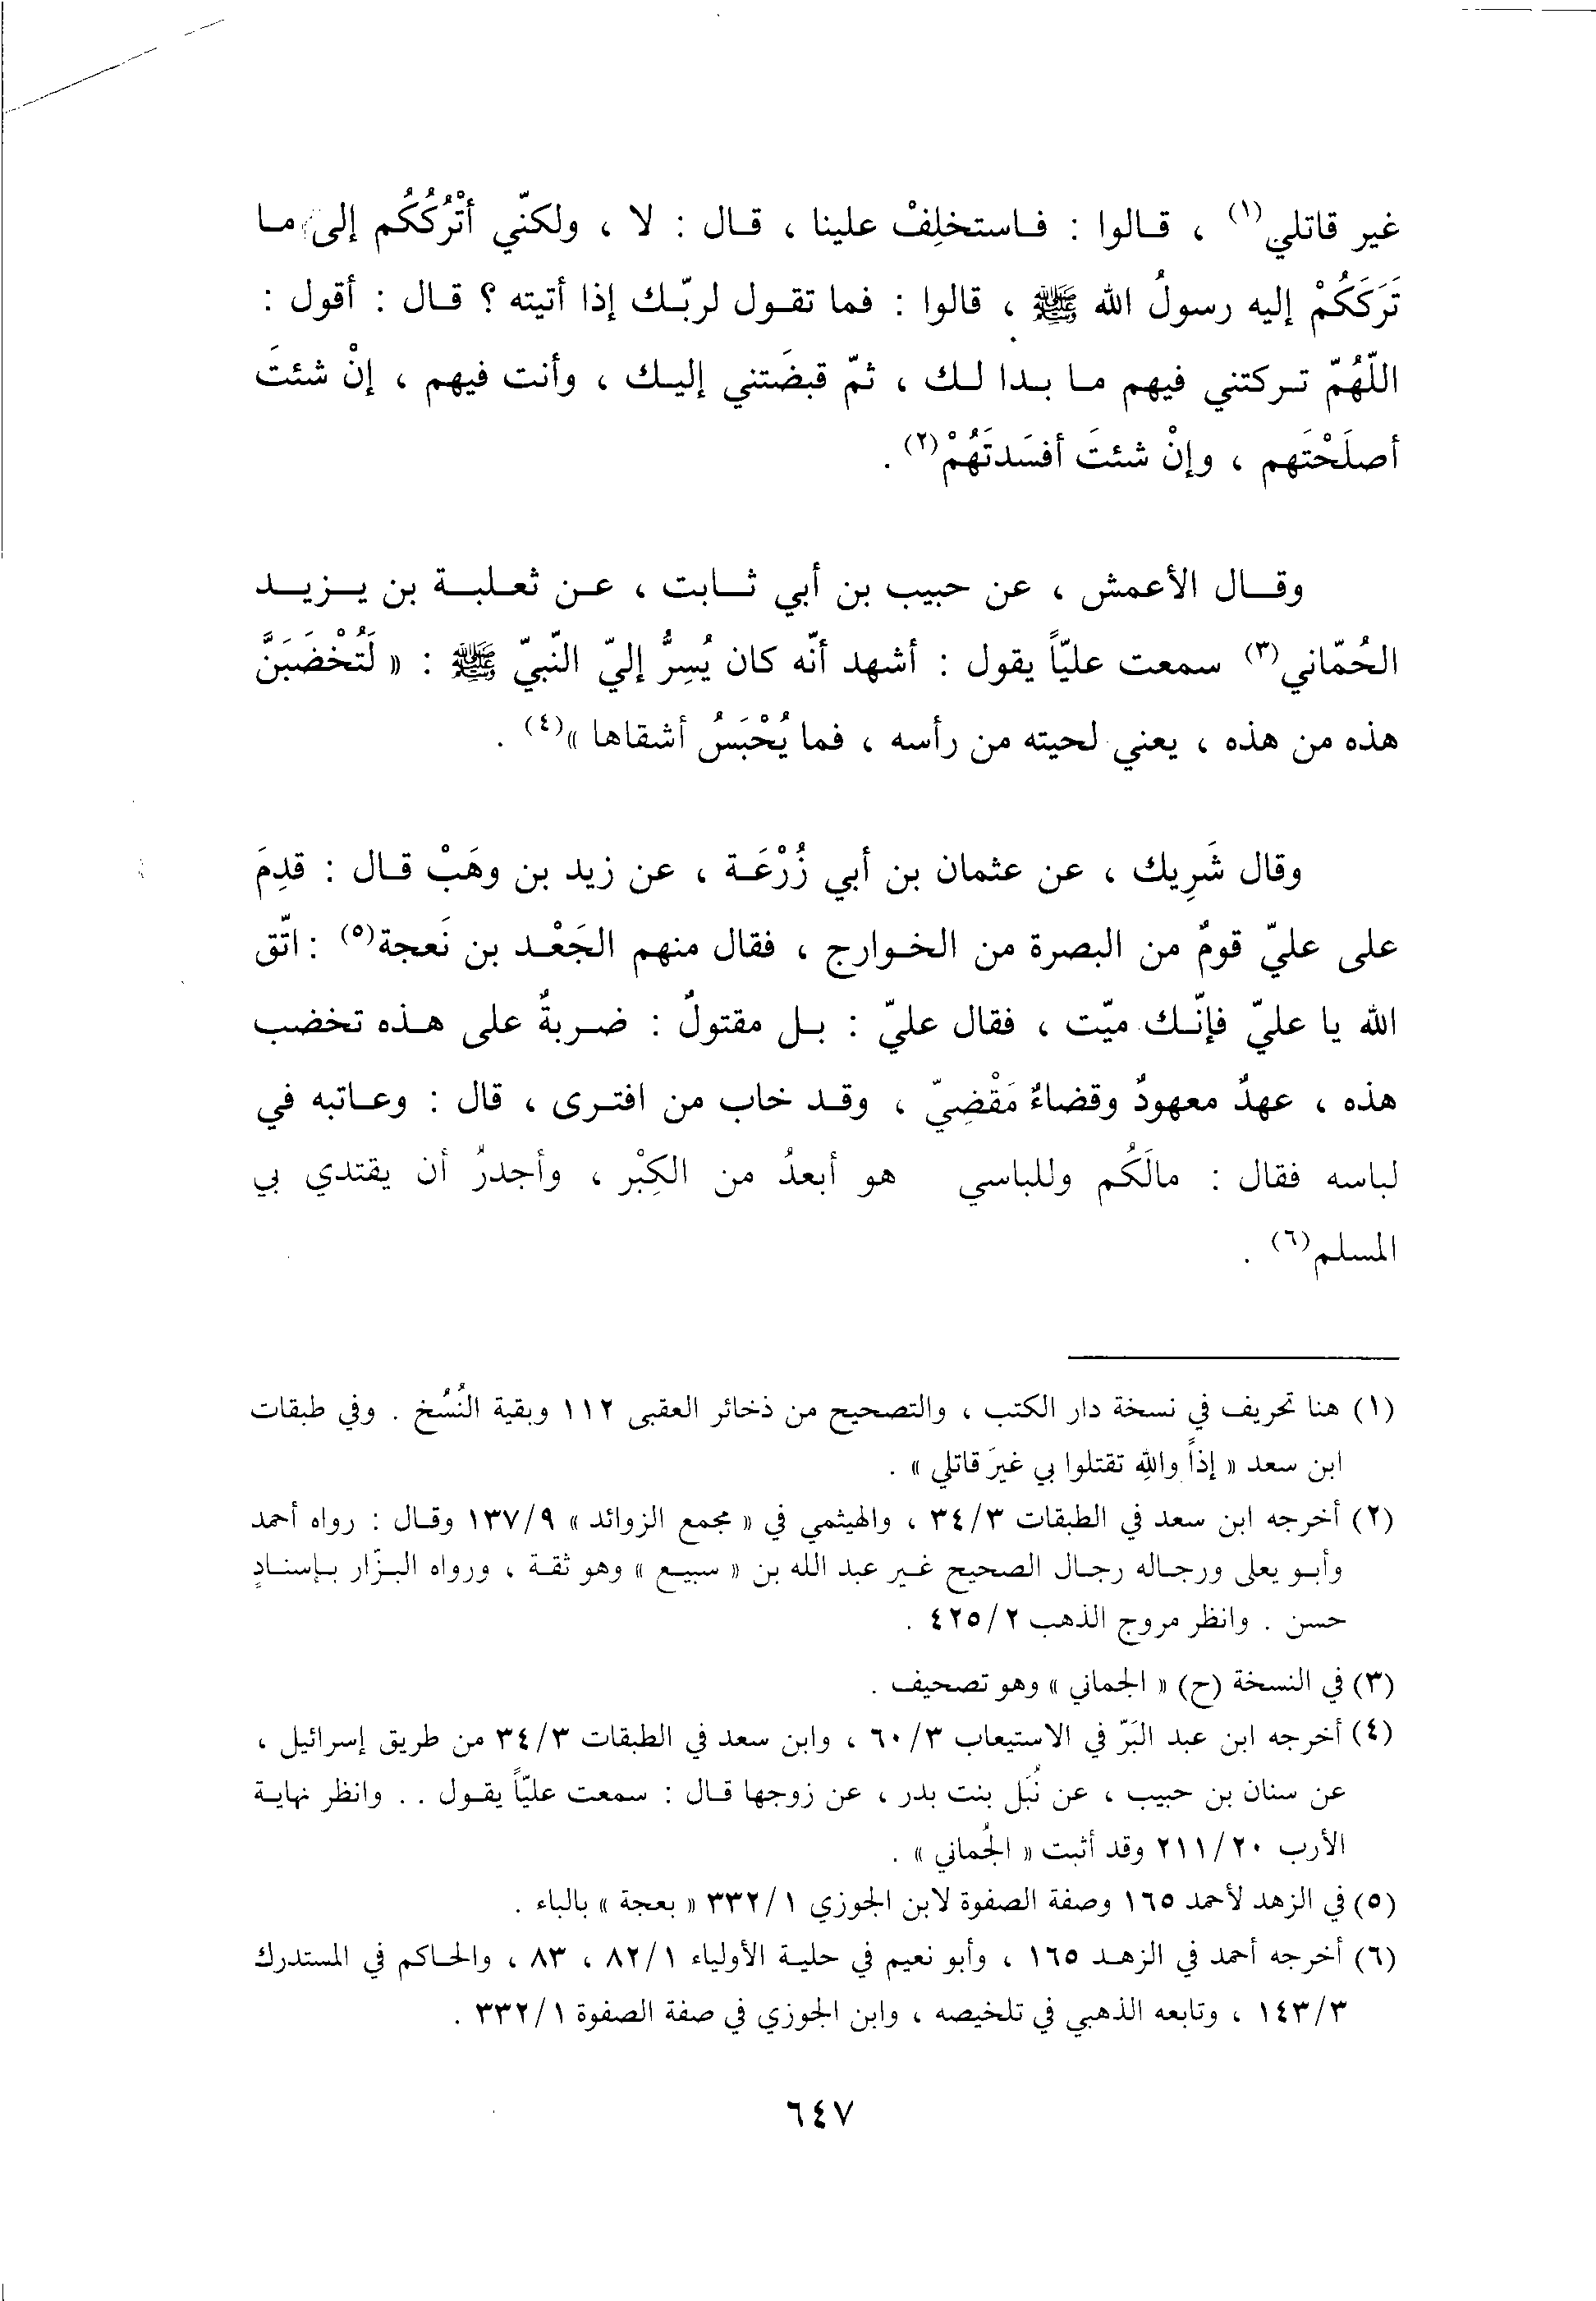 غير قاتلي(١) ، قالوا : فاستخلِفْ علينا ، قال : لا ، ولكنّي أتْرُكُكُم إلى ما
تَرَكَكُمْ إليه رسولُ الله ﷺ ، قالوا : فما تقول لربّك إذا أتيته ؟ قال : أقول :
اللّهُمّ تركتني فيهم ما بدا لك ، ثمّ قبضَتني إليك ، وأنت فيهم ، إنْ شئتَ
أصلَحْتَهم ، وإنْ شئتَ أفسَدتَهُمْ(٢) .
وقال الأعمش ، عن حبيب بن أبي ثابت ، عن ثعلبة بن يزيد
الحُمّاني(٣) سمعت عليّاً يقول : أشهد أنّه كان يُسِرُّ إليّ النّبيّ ﷺ : « لَتُخْضَبَنَّ
هذه من هذه ، يعني لحيته من رأسه ، فما يُحْبَسُ أشقاها »(٤) .
وقال شَرِيك ، عن عثمان بن أبي زُرْعَة ، عن زيد بن وهَبْ قال : قدِمَ
على عليّ قومٌ من البصرة من الخوارج ، فقال منهم الجَعْد بن نَعجة(٥) : اتّق
الله يا عليّ فإنّك ميّت ، فقال عليّ : بل مقتولٌ : ضربةٌ على هذه تخضب
هذه ، عهدٌ معهودٌ وقضاءٌ مَقْضِيّ ، وقد خاب من افترى ، قال : وعاتبه في
لباسه فقال : مالَكُم وللباسي هو أبعدُ من الكِبْر ، وأجدرُ أن يقتدي بي
المسلم(٦) .
(١) هنا تحريف في نسخة دار الكتب ، والتصحيح من ذخائر العقبى ١١٢ وبقية النُسُخ . وفي طبقات
ابن سعد « إذاً واللهِ تقتلوا بي غيرَ قاتلي » .
(٢) أخرجه ابن سعد في الطبقات ٣٤/٣ ، والهيثمي في « مجمع الزوائد » ١٣٧/٩ وقال : رواه أحمد
وأبو يعلى ورجاله رجال الصحيح غير عبد الله بن « سبيع » وهو ثقة ، ورواه البزّار بإسنادٍ
حسن . وانظر مروج الذهب ٤٢٥/٢ .
(٣) في النسخة (ح) « الجماني » وهو تصحيف .
(٤) أخرجه ابن عبد البَرّ في الاستيعاب ٦٠/٣ ، وابن سعد في الطبقات ٣٤/٣ من طريق إسرائيل ،
عن سنان بن حبيب ، عن نُبَل بنت بدر ، عن زوجها قال : سمعت عليّاً يقول . . وانظر نهاية
الأرب ٢١١/٢٠ وقد أثبت « الجُماني » .
(٥) في الزهد لأحمد ١٦٥ وصفة الصفوة لابن الجوزي ٣٣٢/١ « بعجة » بالباء .
(٦) أخرجه أحمد في الزهد ١٦٥ ، وأبو نعيم في حلية الأولياء ٨٢/١ ، ٨٣ ، والحاكم في المستدرك
١٤٣/٣ ، وتابعه الذهبي في تلخيصه ، وابن الجوزي في صفة الصفوة ٣٣٢/١ .
٦٤٧